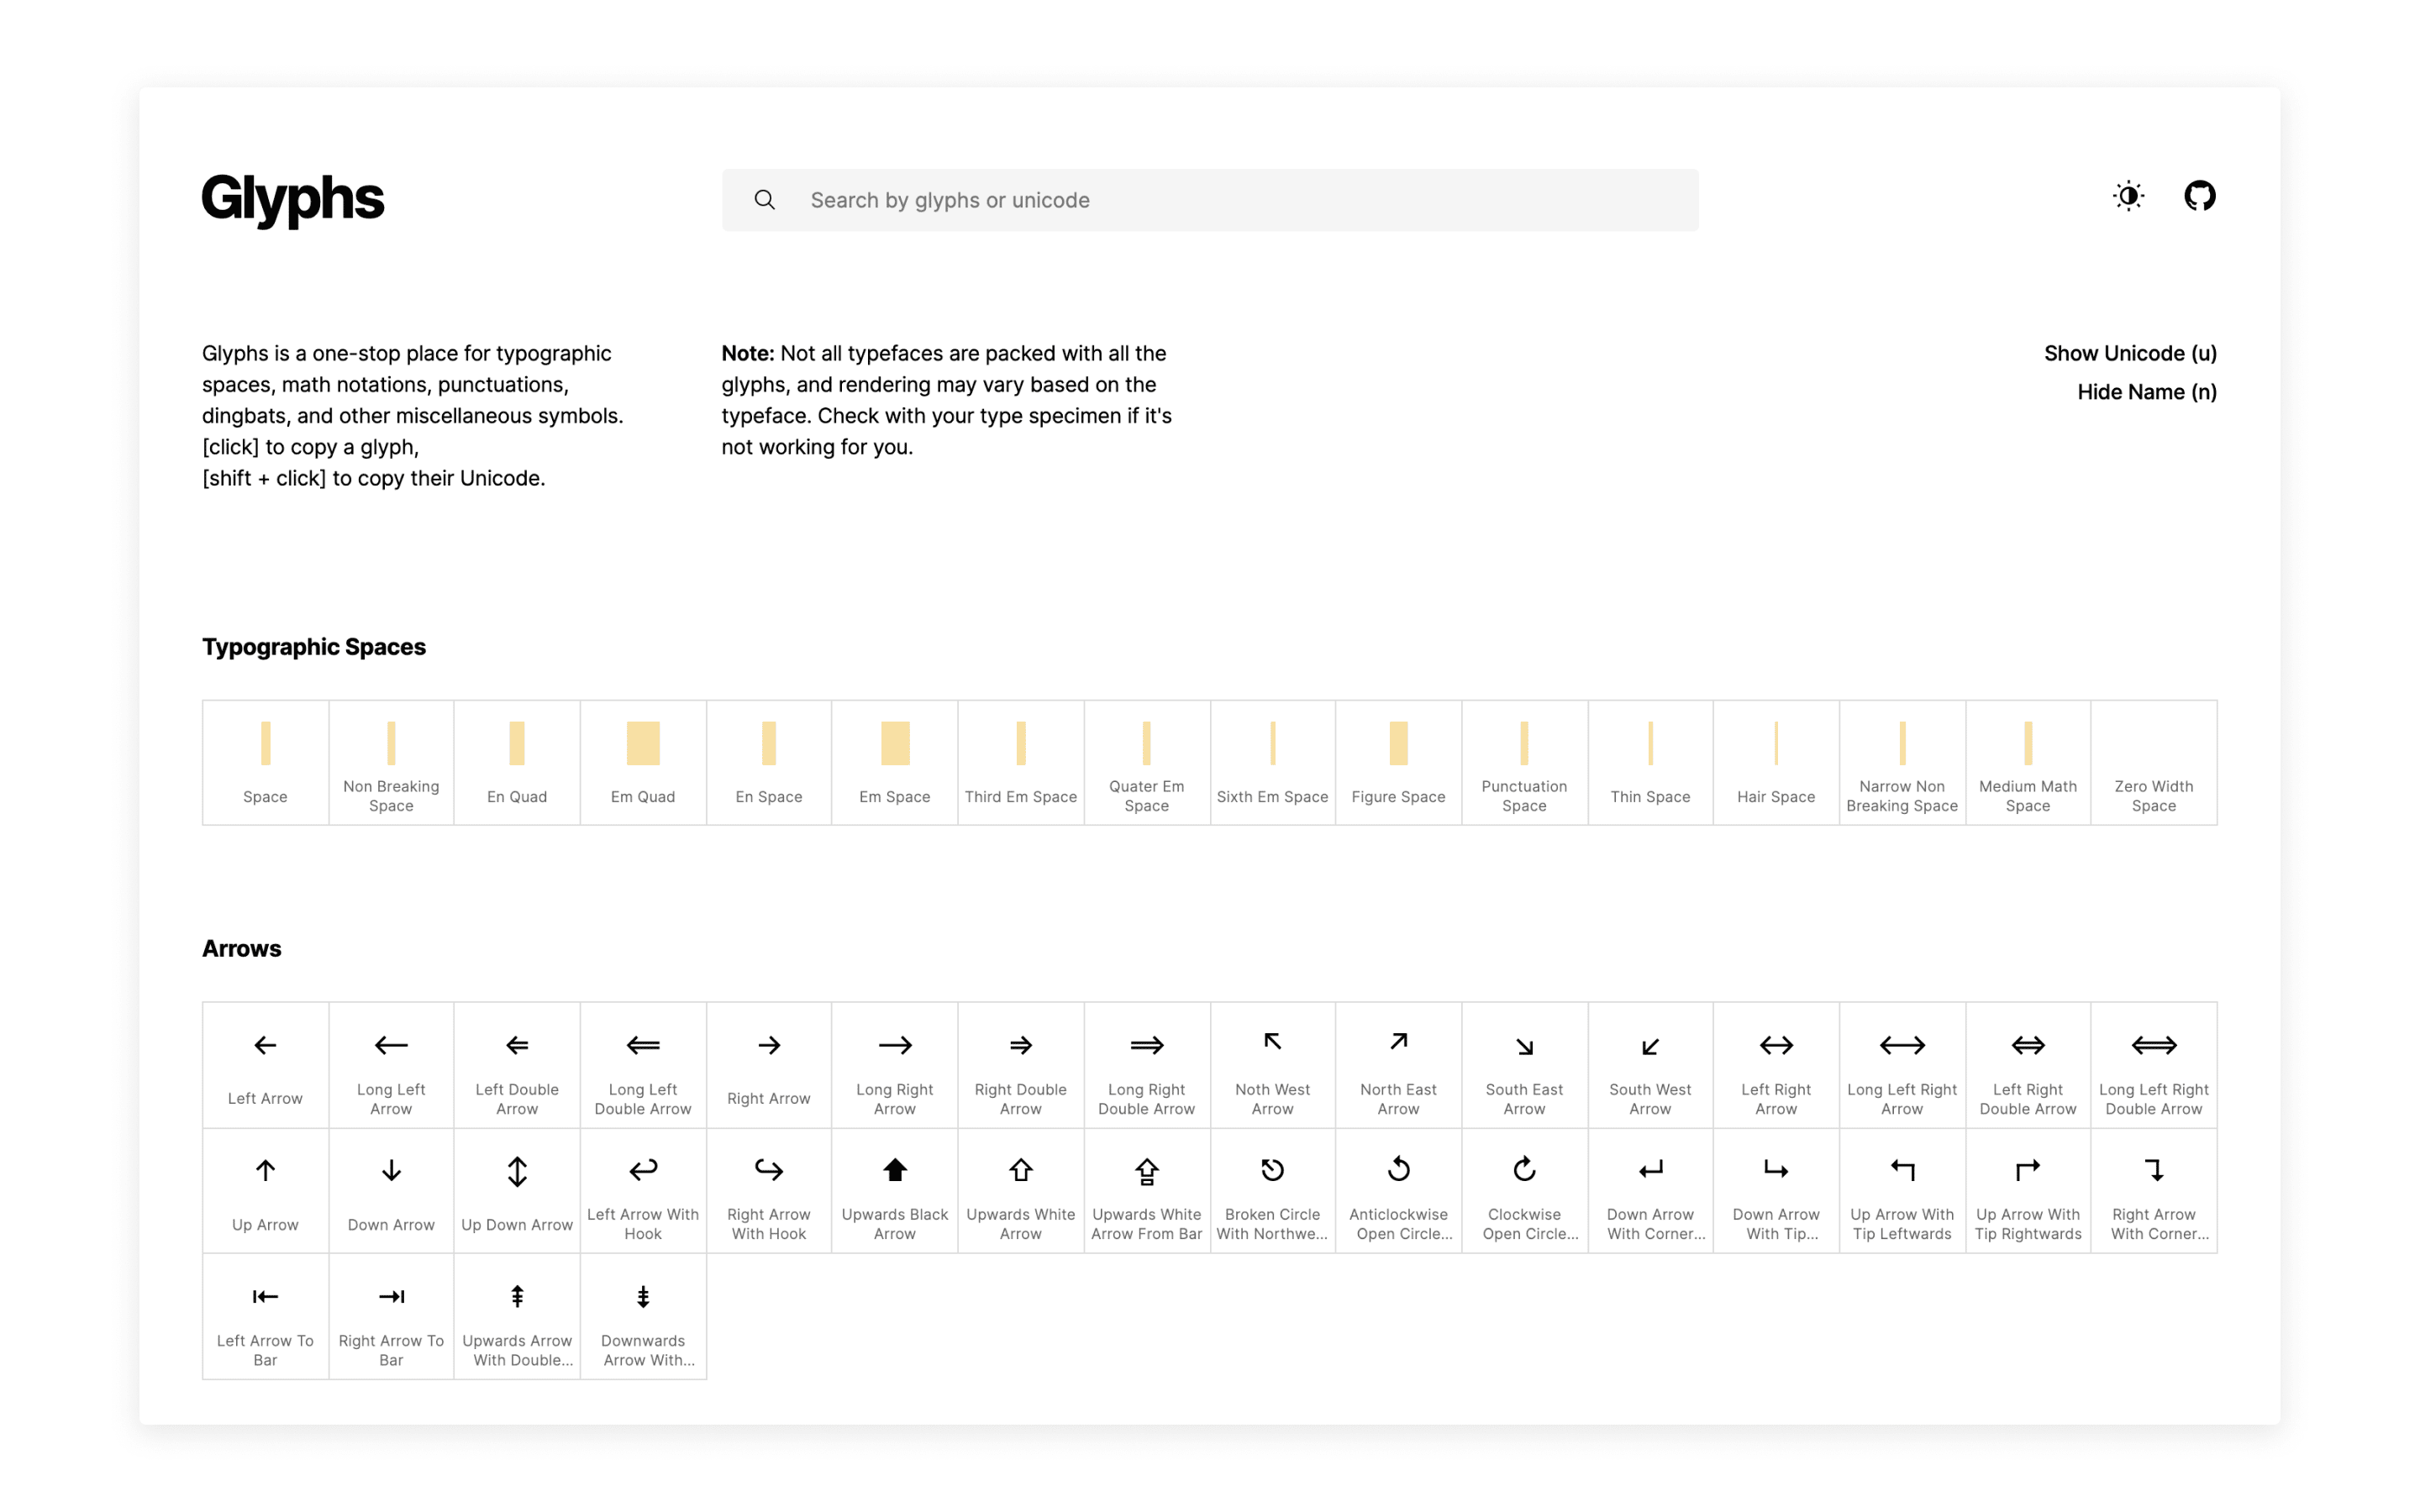 Glyphs
Search by glyphs or unicode
Glyphs is a one-stop place for typographic
spaces, math notations, punctuations,
dingbats, and other miscellaneous symbols.
[click] to copy a glyph,
[shift + click] to copy their Unicode.
Note: Not all typefaces are packed with all the
glyphs, and rendering may vary based on the
typeface. Check with your type specimen if it's
not working for you.
Show Unicode (u)
Hide Name (n)
Typographic Spaces
Space
Non Breaking
Space
En Quad
Em Quad
En Space
Em Space
Third Em Space
Quater Em
Space
Sixth Em Space
Figure Space
Punctuation
Space
Thin Space
Hair Space
Narrow Non
Breaking Space
Medium Math
Space
Zero Width
Space
Arrows
←
Left Arrow
⟵
Long Left
Arrow
⇐
Left Double
Arrow
⟸
Long Left
Double Arrow
→
Right Arrow
⟶
Long Right
Arrow
⇒
Right Double
Arrow
⟹
Long Right
Double Arrow
↖
Noth West
Arrow
↗
North East
Arrow
↘
South East
Arrow
↙
South West
Arrow
↔
Left Right
Arrow
⟷
Long Left Right
Arrow
⇔
Left Right
Double Arrow
⟺
Long Left Right
Double Arrow
↑
Up Arrow
↓
Down Arrow
↕
Up Down Arrow
↩
Left Arrow With
Hook
↪
Right Arrow
With Hook
⬆
Upwards Black
Arrow
⇧
Upwards White
Arrow
⇪
Upwards White
Arrow From Bar
⎋
Broken Circle
With Northwe...
↺
Anticlockwise
Open Circle...
↻
Clockwise
Open Circle...
↵
Down Arrow
With Corner...
↳
Down Arrow
With Tip...
↰
Up Arrow With
Tip Leftwards
↱
Up Arrow With
Tip Rightwards
↴
Right Arrow
With Corner...
⇤
Left Arrow To
Bar
⇥
Right Arrow To
Bar
⇞
Upwards Arrow
With Double...
⇟
Downwards
Arrow With...